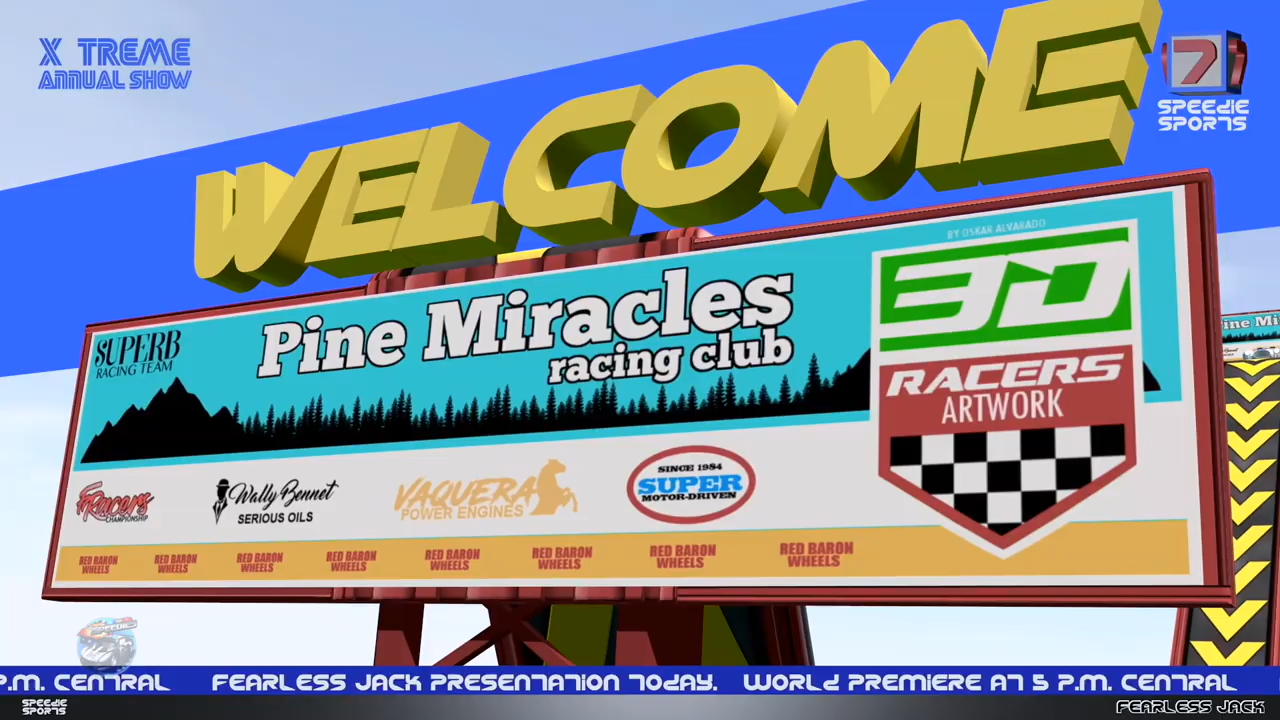 X TREME
ANNUAL SHOW
WELCOME
7
SPEEDIE
SPORTS
BY OSKAR ALVARADO
SUPERB
RACING TEAM
Pine Miracles
racing club
3D
RACERS
ARTWORK
CHAMPIONSHIP
Wally Bennet
SERIOUS OILS
VAQUERA
POWER ENGINES
SINCE 1984
SUPER
MOTOR-DRIVEN
RED BARON
WHEELS
RED BARON
WHEELS
RED BARON
WHEELS
RED BARON
WHEELS
RED BARON
WHEELS
RED BARON
WHEELS
RED BARON
WHEELS
RED BARON
WHEELS
P.M. CENTRAL FEARLESS JACK PRESENTATION TODAY. WORLD PREMIERE AT 5 P.M. CENTRAL
SPEEDIE
SPORTS
FEARLESS JACK